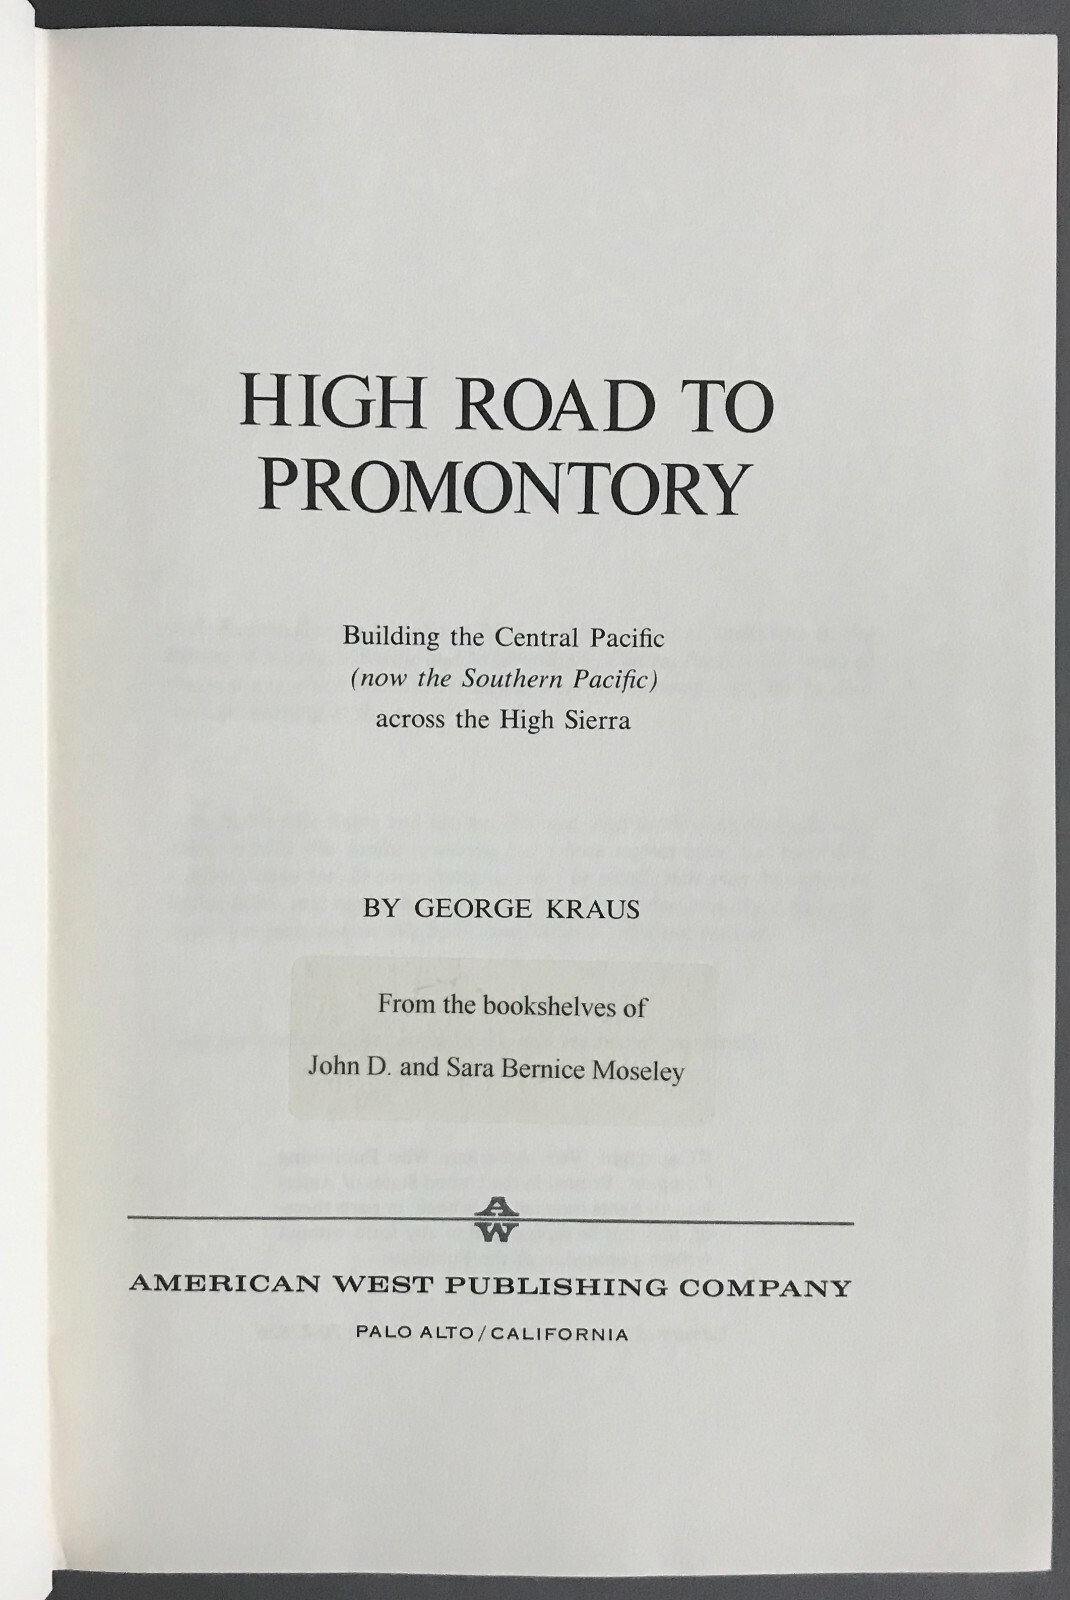 HIGH ROAD TO
PROMONTORY
Building the Central Pacific
(now the Southern Pacific)
across the High Sierra
BY GEORGE KRAUS
From the bookshelves of
John D. and Sara Bernice Moseley
A
W
AMERICAN WEST PUBLISHING COMPANY
PALO ALTO/CALIFORNIA